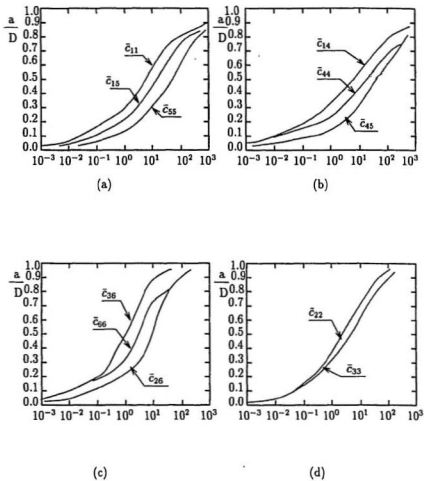 a/D 1.0 0.9 0.8 0.7 0.6 0.5 0.4 0.3 0.2 0.1 0.0
c̄11
c̄15
c̄55
10⁻³ 10⁻² 10⁻¹ 10⁰ 10¹ 10² 10³
(a)
a/D 1.0 0.9 0.8 0.7 0.6 0.5 0.4 0.3 0.2 0.1 0.0
c̄14
c̄44
c̄45
10⁻³ 10⁻² 10⁻¹ 10⁰ 10¹ 10² 10³
(b)
a/D 1.0 0.9 0.8 0.7 0.6 0.5 0.4 0.3 0.2 0.1 0.0
c̄36
c̄66
c̄26
10⁻³ 10⁻² 10⁻¹ 10⁰ 10¹ 10² 10³
(c)
a/D 1.0 0.9 0.8 0.7 0.6 0.5 0.4 0.3 0.2 0.1 0.0
c̄22
c̄33
10⁻³ 10⁻² 10⁻¹ 10⁰ 10¹ 10² 10³
(d)